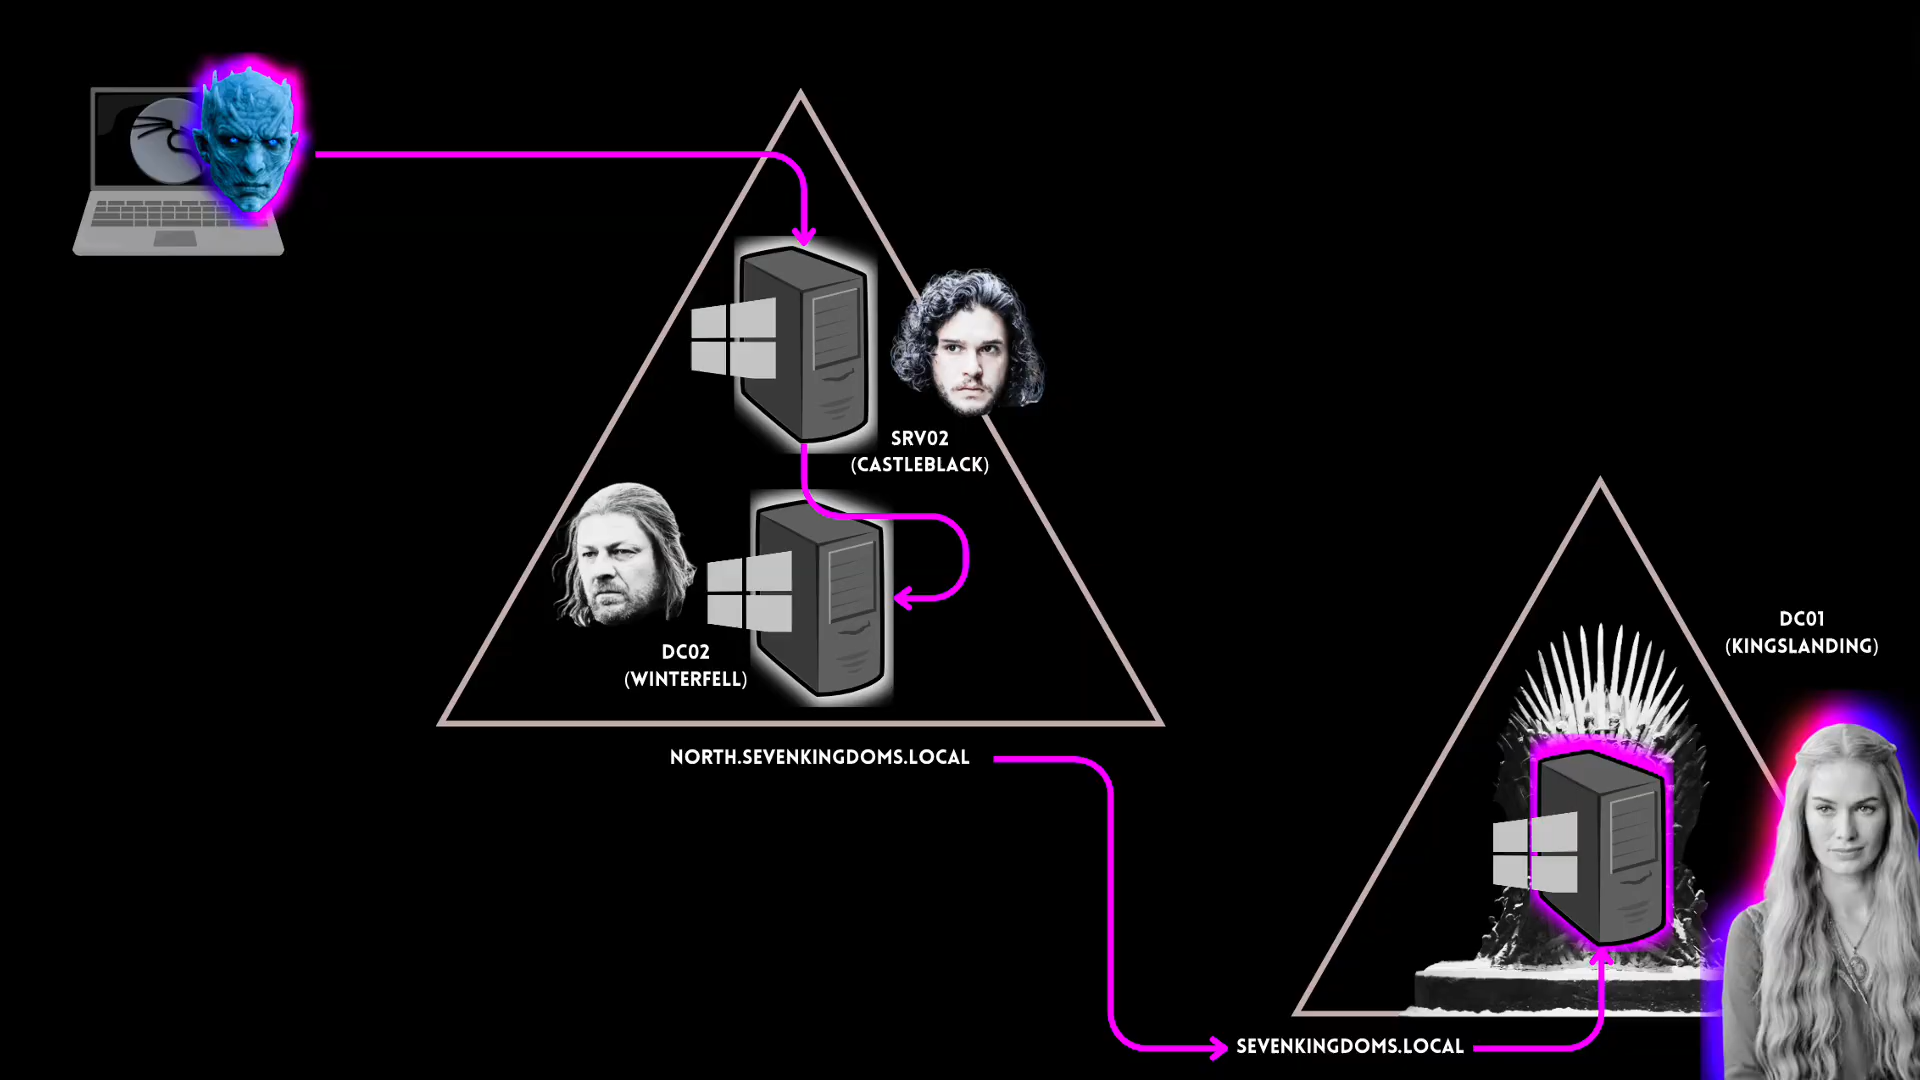 SRV02
(CASTLEBLACK)
DC02
(WINTERFELL)
NORTH.SEVENKINGDOMS.LOCAL
DC01
(KINGSLANDING)
SEVENKINGDOMS.LOCAL